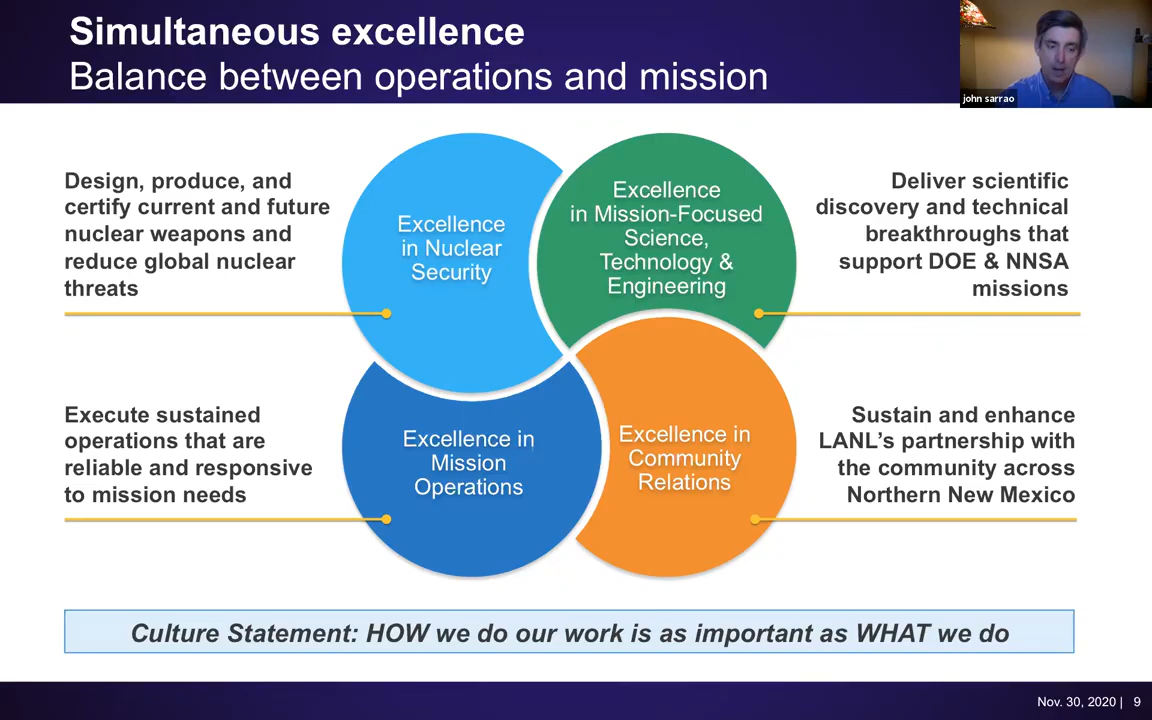 Simultaneous excellence
Balance between operations and mission
john sarrao
Design, produce, and
certify current and future
nuclear weapons and
reduce global nuclear
threats
Excellence
in Nuclear
Security
Excellence
in Mission-Focused
Science,
Technology &
Engineering
Deliver scientific
discovery and technical
breakthroughs that
support DOE & NNSA
missions
Execute sustained
operations that are
reliable and responsive
to mission needs
Excellence in
Mission
Operations
Excellence in
Community
Relations
Sustain and enhance
LANL’s partnership with
the community across
Northern New Mexico
Culture Statement: HOW we do our work is as important as WHAT we do
Nov. 30, 2020 | 9